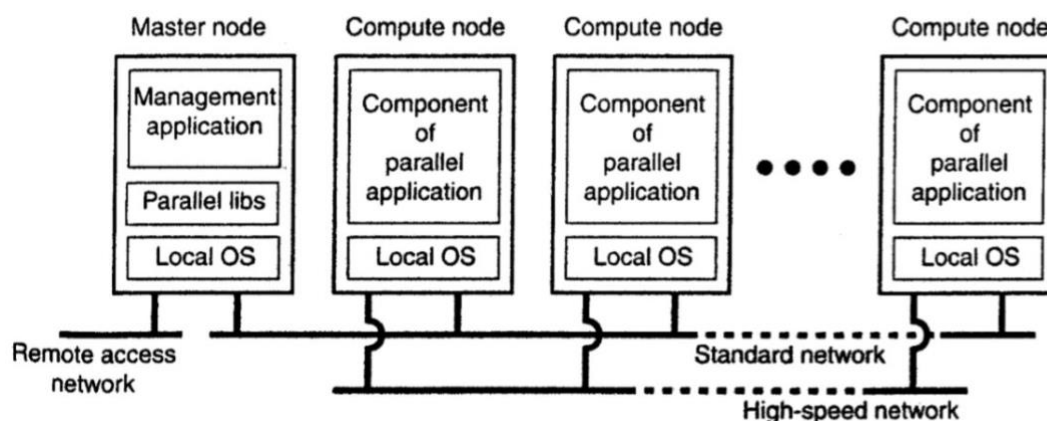 Master node
Compute node
Compute node
Compute node
Management
application
Parallel libs
Local OS
Component
of
parallel
application
Local OS
Component
of
parallel
application
Local OS
Component
of
parallel
application
Local OS
Remote access
network
Standard network
High-speed network